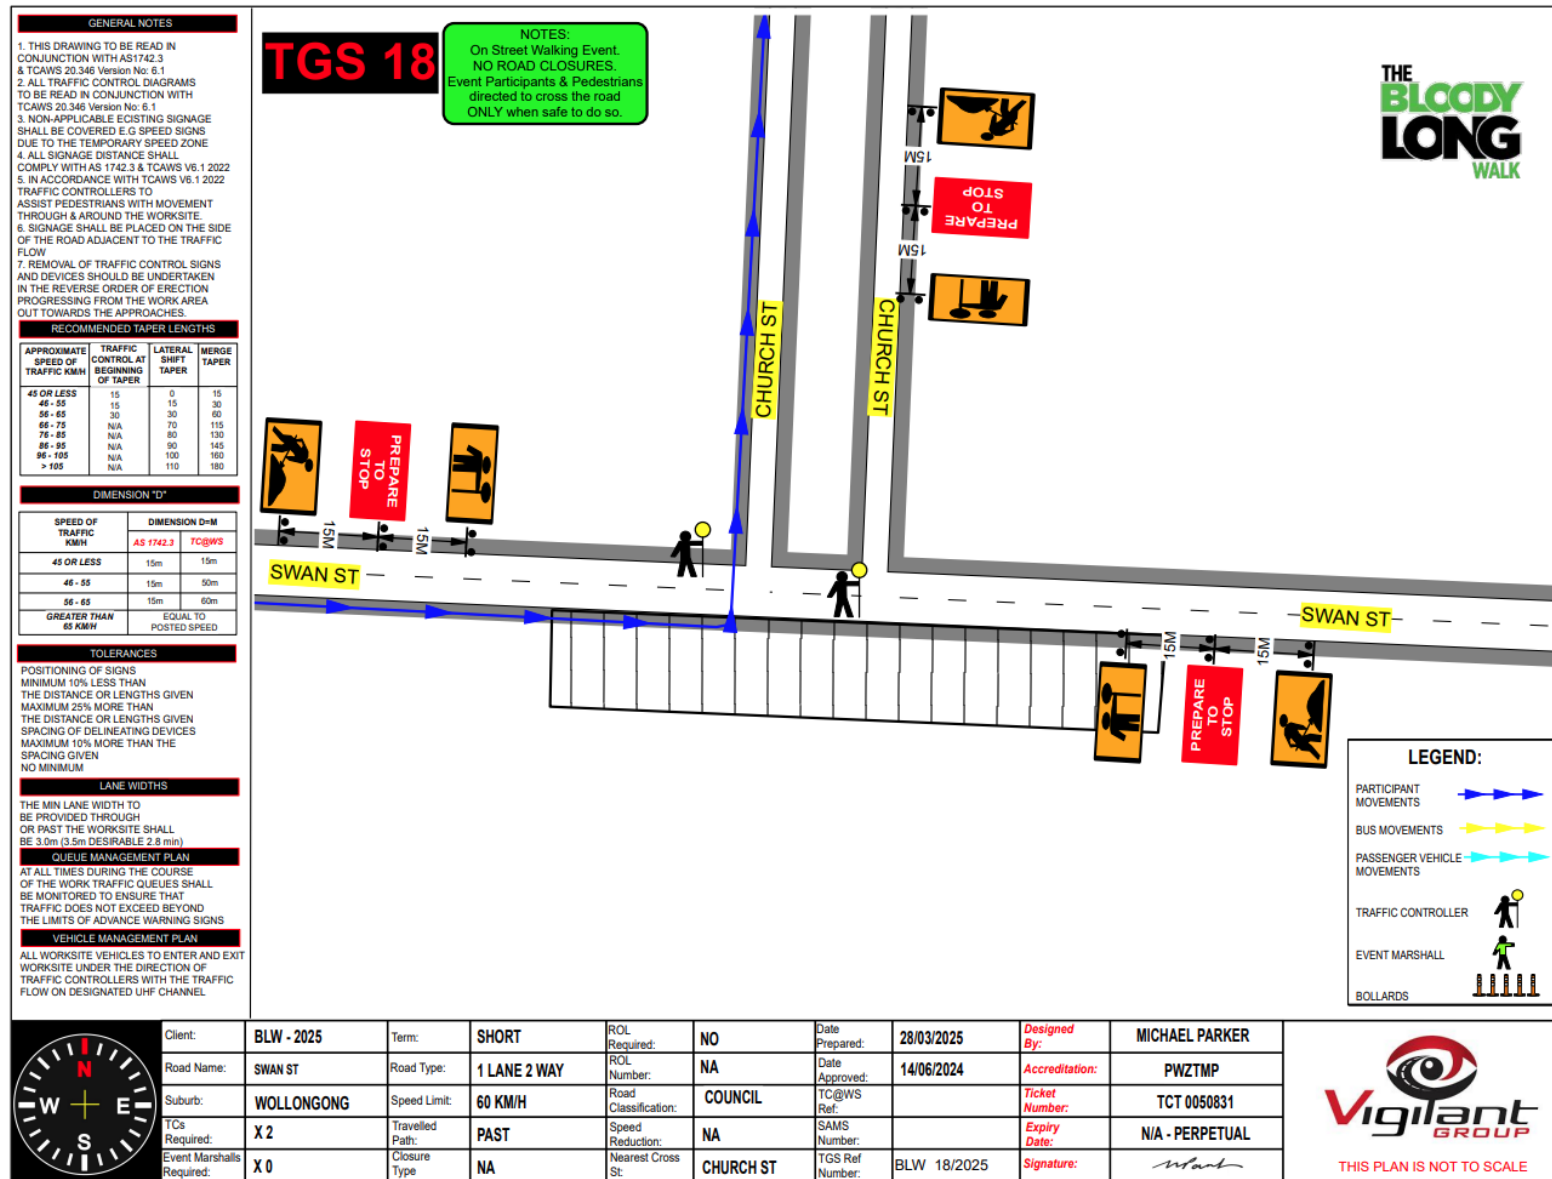 GENERAL NOTES
1. THIS DRAWING TO BE READ IN
CONJUNCTION WITH AS1742.3
& TCAWS 20.346 Version No: 6.1
2. ALL TRAFFIC CONTROL DIAGRAMS
TO BE READ IN CONJUNCTION WITH
TCAWS 20.346 Version No: 6.1
3. NON-APPLICABLE ECISTING SIGNAGE
SHALL BE COVERED E.G SPEED SIGNS
DUE TO THE TEMPORARY SPEED ZONE
4. ALL SIGNAGE DISTANCE SHALL
COMPLY WITH AS 1742.3 & TCAWS V6.1 2022
5. IN ACCORDANCE WITH TCAWS V6.1 2022
TRAFFIC CONTROLLERS TO
ASSIST PEDESTRIANS WITH MOVEMENT
THROUGH & AROUND THE WORKSITE.
6. SIGNAGE SHALL BE PLACED ON THE SIDE
OF THE ROAD ADJACENT TO THE TRAFFIC
FLOW
7. REMOVAL OF TRAFFIC CONTROL SIGNS
AND DEVICES SHOULD BE UNDERTAKEN
IN THE REVERSE ORDER OF ERECTION
PROGRESSING FROM THE WORK AREA
OUT TOWARDS THE APPROACHES.
RECOMMENDED TAPER LENGTHS
APPROXIMATE SPEED OF TRAFFIC KM/H TRAFFIC CONTROL AT BEGINNING OF TAPER LATERAL SHIFT TAPER MERGE TAPER
45 OR LESS 15 0 15
46 - 55 15 15 30
56 - 65 30 30 60
66 - 75 N/A 70 115
76 - 85 N/A 80 130
86 - 95 N/A 90 145
96 - 105 N/A 100 160
> 105 N/A 110 180
DIMENSION "D"
SPEED OF TRAFFIC KM/H DIMENSION D=M
AS 1742.3 TC@WS
45 OR LESS 15m 15m
46 - 55 15m 50m
56 - 65 15m 60m
GREATER THAN 65 KM/H EQUAL TO POSTED SPEED
TOLERANCES
POSITIONING OF SIGNS
MINIMUM 10% LESS THAN
THE DISTANCE OR LENGTHS GIVEN
MAXIMUM 25% MORE THAN
THE DISTANCE OR LENGTHS GIVEN
SPACING OF DELINEATING DEVICES
MAXIMUM 10% MORE THAN THE
SPACING GIVEN
NO MINIMUM
LANE WIDTHS
THE MIN LANE WIDTH TO
BE PROVIDED THROUGH
OR PAST THE WORKSITE SHALL
BE 3.0m (3.5m DESIRABLE 2.8 min)
QUEUE MANAGEMENT PLAN
AT ALL TIMES DURING THE COURSE
OF THE WORK TRAFFIC QUEUES SHALL
BE MONITORED TO ENSURE THAT
TRAFFIC DOES NOT EXCEED BEYOND
THE LIMITS OF ADVANCE WARNING SIGNS
VEHICLE MANAGEMENT PLAN
ALL WORKSITE VEHICLES TO ENTER AND EXIT
WORKSITE UNDER THE DIRECTION OF
TRAFFIC CONTROLLERS WITH THE TRAFFIC
FLOW ON DESIGNATED UHF CHANNEL
TGS 18
NOTES:
On Street Walking Event.
NO ROAD CLOSURES.
Event Participants & Pedestrians
directed to cross the road
ONLY when safe to do so.
THE
BLOODY
LONG
WALK
15M
PREPARE
TO
STOP
15M
CHURCH ST
CHURCH ST
PREPARE
TO
STOP
15M
15M
SWAN ST
SWAN ST
15M
15M
PREPARE
TO
STOP
LEGEND:
PARTICIPANT
MOVEMENTS
BUS MOVEMENTS
PASSENGER VEHICLE
MOVEMENTS
TRAFFIC CONTROLLER
EVENT MARSHALL
BOLLARDS
N
W E
S
Client: BLW - 2025 Term: SHORT ROL Required: NO Date Prepared: 28/03/2025 Designed By: MICHAEL PARKER
Road Name: SWAN ST Road Type: 1 LANE 2 WAY ROL Number: NA Date Approved: 14/06/2024 Accreditation: PWZTMP
Suburb: WOLLONGONG Speed Limit: 60 KM/H Road Classification: COUNCIL TC@WS Ref: Ticket Number: TCT 0050831
TCs Required: X 2 Travelled Path: PAST Speed Reduction: NA SAMS Number: Expiry Date: N/A - PERPETUAL
Event Marshalls Required: X 0 Closure Type NA Nearest Cross St: CHURCH ST TGS Ref Number: BLW 18/2025 Signature:
Vigilant
GROUP
THIS PLAN IS NOT TO SCALE